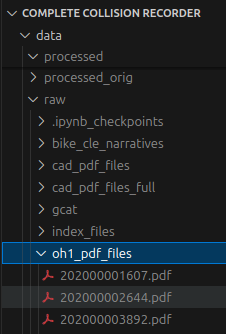 COMPLETE COLLISION RECORDER
data
processed
processed_orig
raw
.ipynb_checkpoints
bike_cle_narratives
cad_pdf_files
cad_pdf_files_full
gcat
index_files
oh1_pdf_files
202000001607.pdf
202000002644.pdf
202000003892.pdf